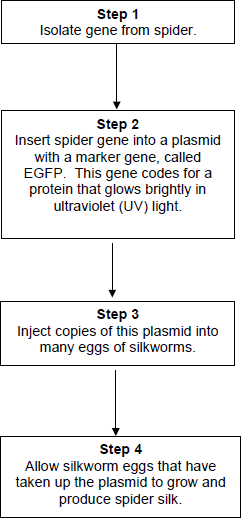 Step 1
Isolate gene from spider.
Step 2
Insert spider gene into a plasmid
with a marker gene, called
EGFP. This gene codes for a
protein that glows brightly in
ultraviolet (UV) light.
Step 3
Inject copies of this plasmid into
many eggs of silkworms.
Step 4
Allow silkworm eggs that have
taken up the plasmid to grow and
produce spider silk.